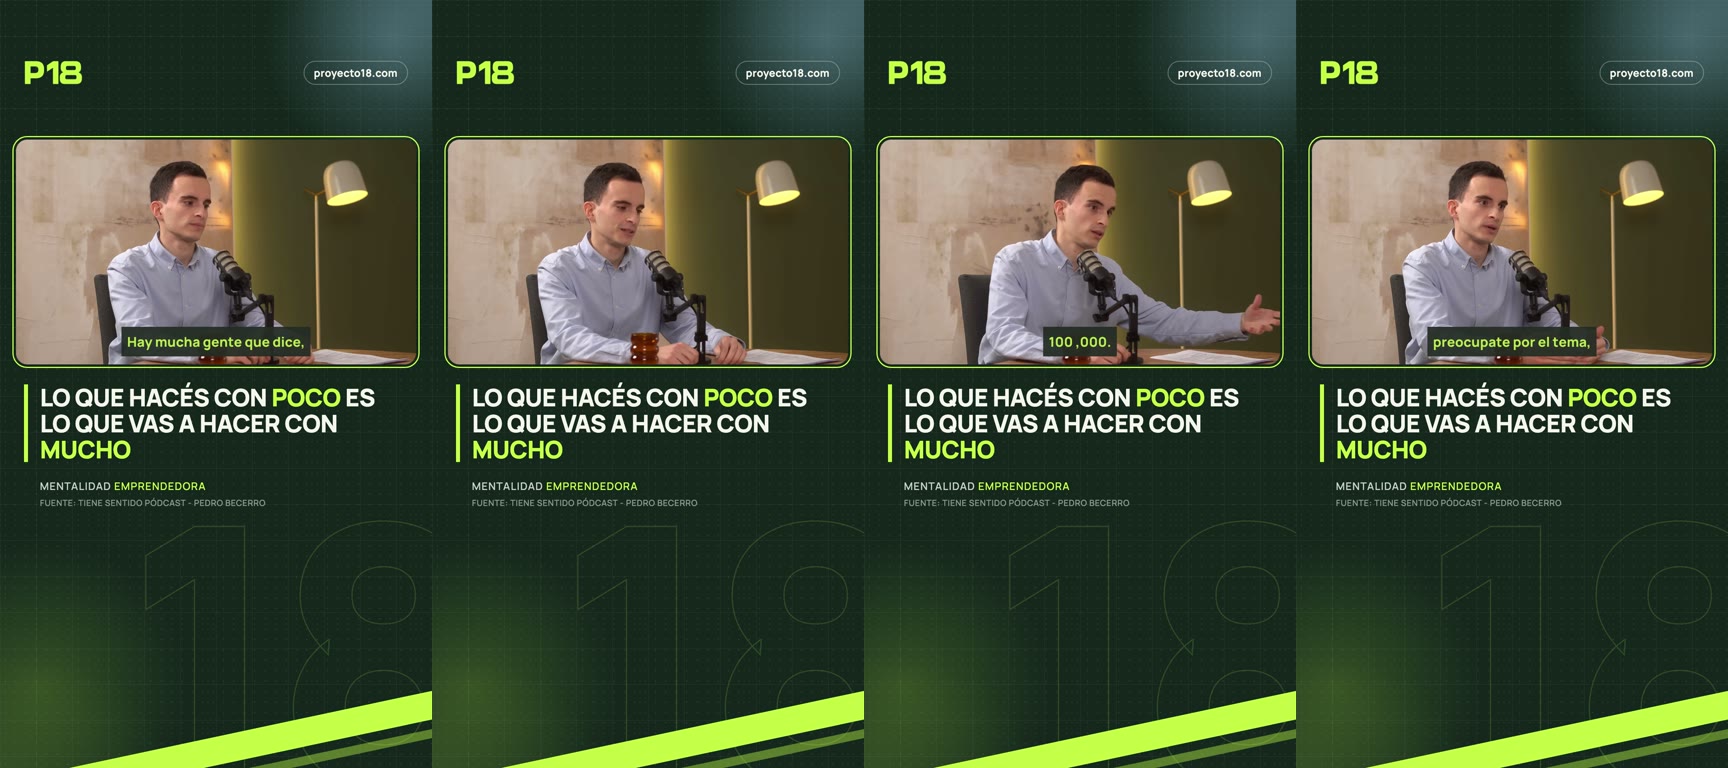 P18
proyecto18.com
Hay mucha gente que dice,
LO QUE HACÉS CON POCO ES
LO QUE VAS A HACER CON
MUCHO
MENTALIDAD EMPRENDEDORA
FUENTE: TIENE SENTIDO PÓDCAST - PEDRO BECERRO
18
P18
proyecto18.com
LO QUE HACÉS CON POCO ES
LO QUE VAS A HACER CON
MUCHO
MENTALIDAD EMPRENDEDORA
FUENTE: TIENE SENTIDO PÓDCAST - PEDRO BECERRO
18
P18
proyecto18.com
100 ,000.
LO QUE HACÉS CON POCO ES
LO QUE VAS A HACER CON
MUCHO
MENTALIDAD EMPRENDEDORA
FUENTE: TIENE SENTIDO PÓDCAST - PEDRO BECERRO
18
P18
proyecto18.com
preocupate por el tema,
LO QUE HACÉS CON POCO ES
LO QUE VAS A HACER CON
MUCHO
MENTALIDAD EMPRENDEDORA
FUENTE: TIENE SENTIDO PÓDCAST - PEDRO BECERRO
18